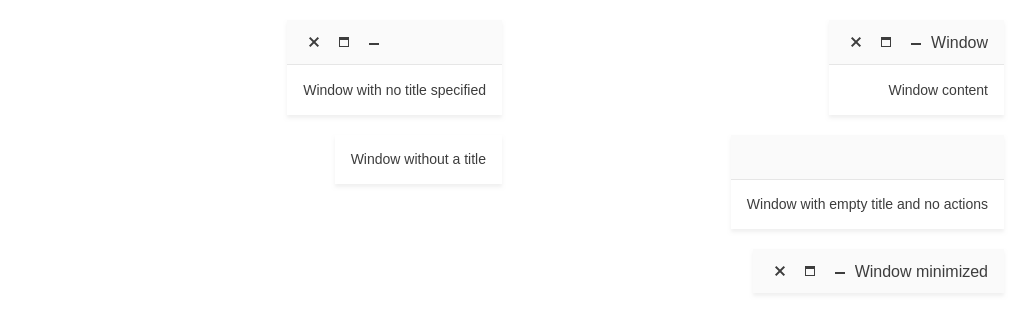 Window
Window content
Window with empty title and no actions
Window minimized
Window with no title specified
Window without a title